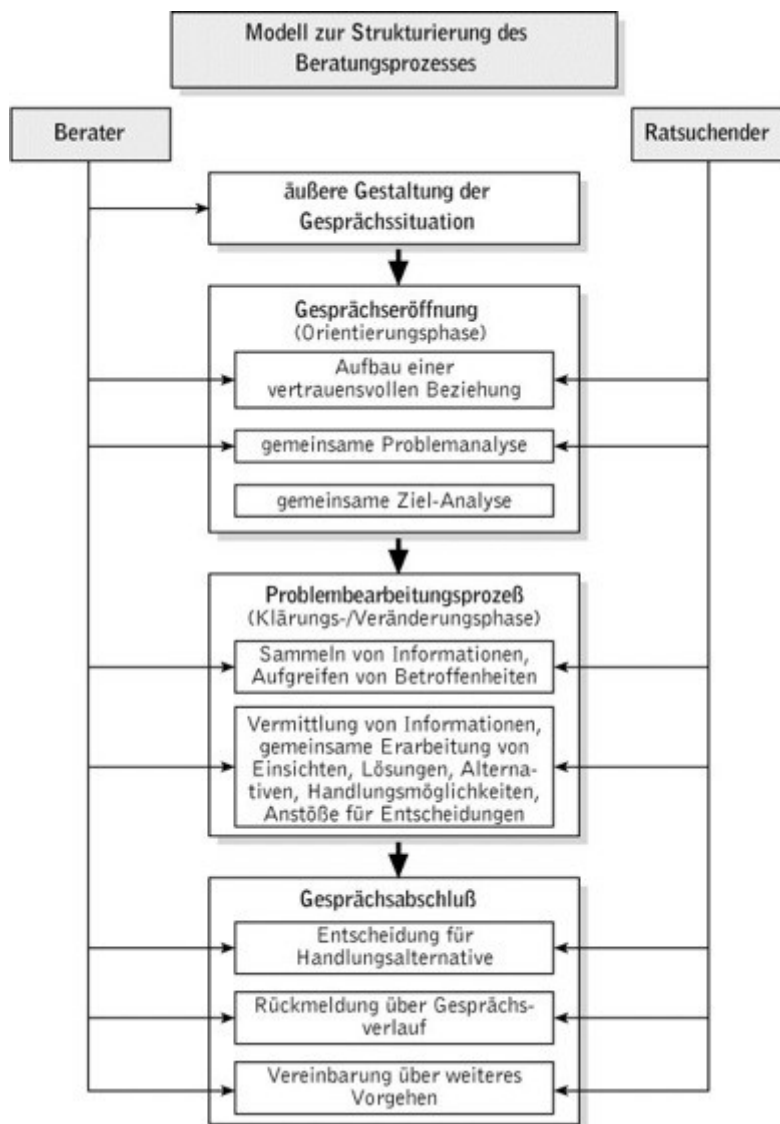 Modell zur Strukturierung des
Beratungsprozesses
Berater
Ratsuchender
äußere Gestaltung der
Gesprächssituation
Gesprächseröffnung
(Orientierungsphase)
Aufbau einer
vertrauensvollen Beziehung
gemeinsame Problemanalyse
gemeinsame Ziel-Analyse
Problembearbeitungsprozeß
(Klärungs-/Veränderungsphase)
Sammeln von Informationen,
Aufgreifen von Betroffenheiten
Vermittlung von Informationen,
gemeinsame Erarbeitung von
Einsichten, Lösungen, Alterna-
tiven, Handlungsmöglichkeiten,
Anstöße für Entscheidungen
Gesprächsabschluß
Entscheidung für
Handlungsalternative
Rückmeldung über Gesprächs-
verlauf
Vereinbarung über weiteres
Vorgehen